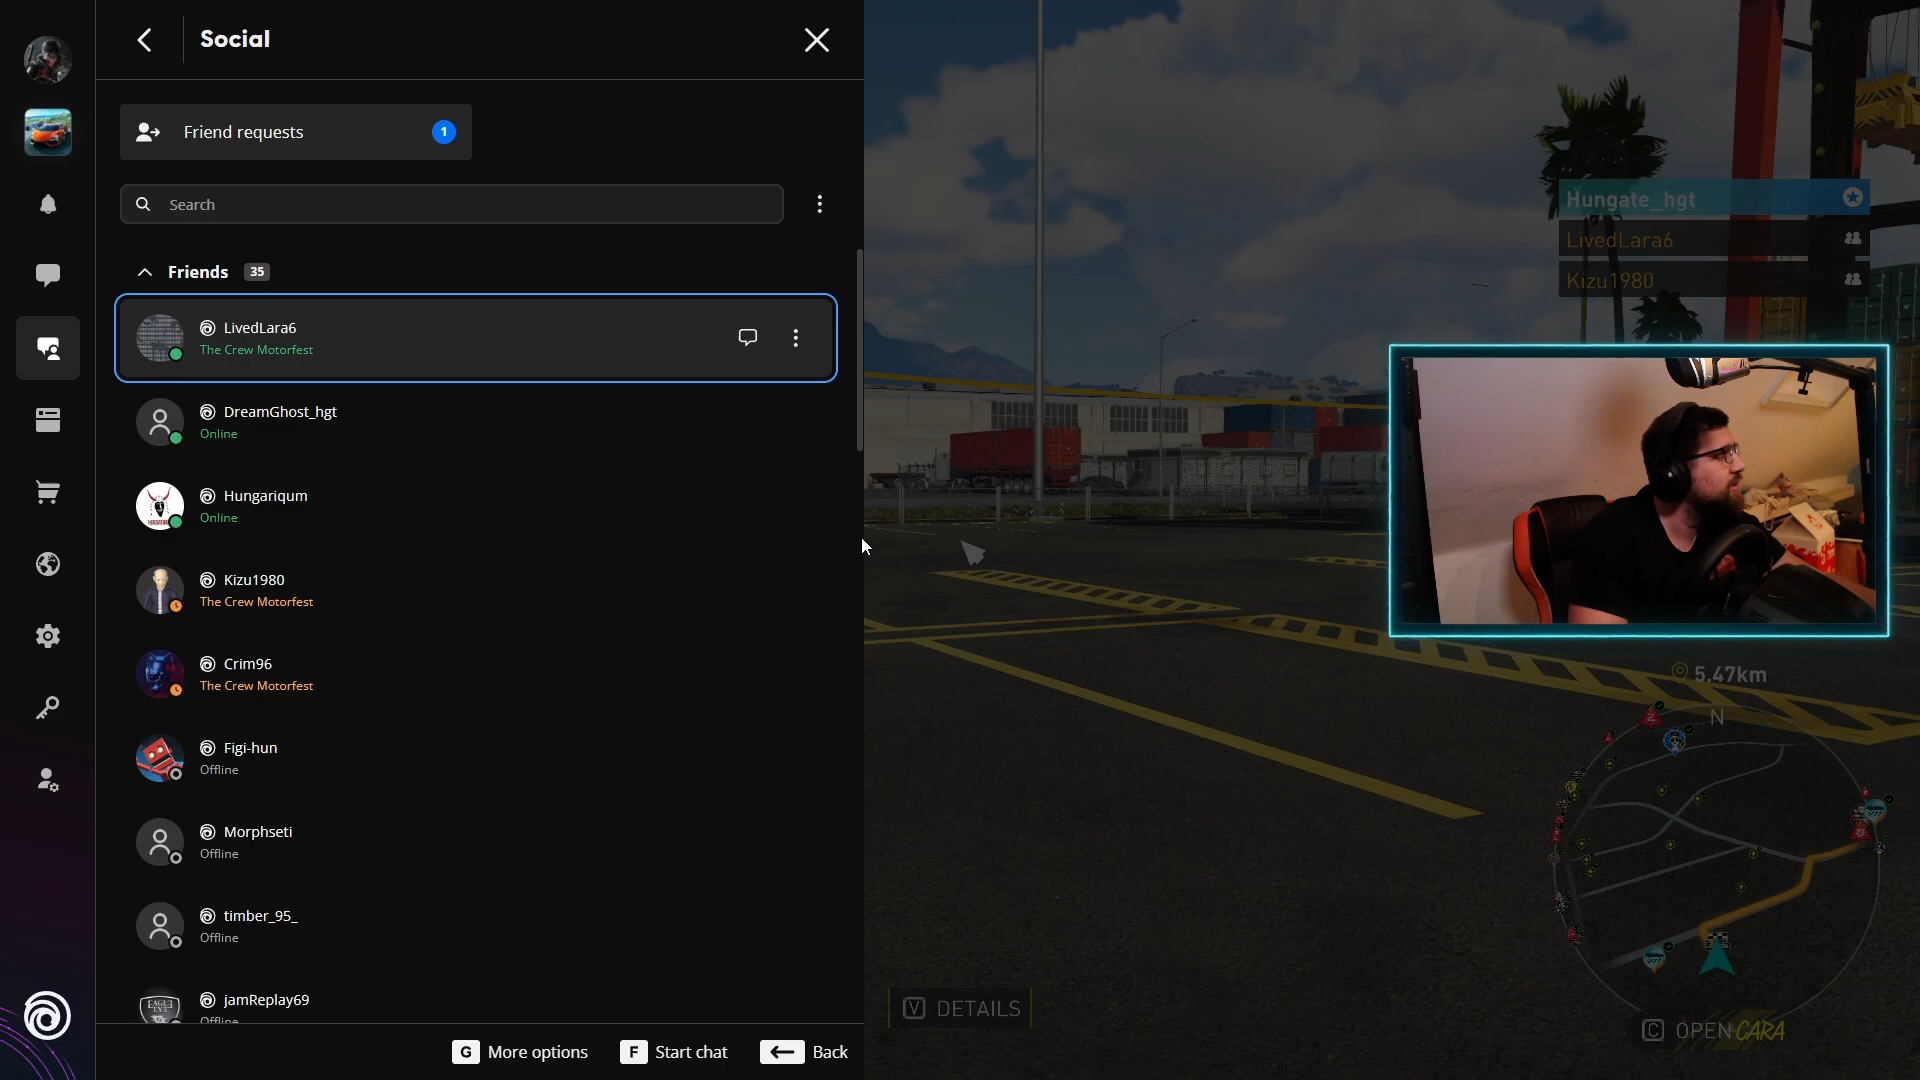 Social
Friend requests
1
Search
Friends 35
LivedLara6
The Crew Motorfest
DreamGhost_hgt
Online
Hungariqum
Online
Kizu1980
The Crew Motorfest
Crim96
The Crew Motorfest
Figi-hun
Offline
Morphseti
Offline
timber_95_
Offline
jamReplay69
Offline
G More options
F Start chat
Back
Hungate_hgt
LivedLara6
Kizu1980
5.47km
N
V DETAILS
C OPEN CARA